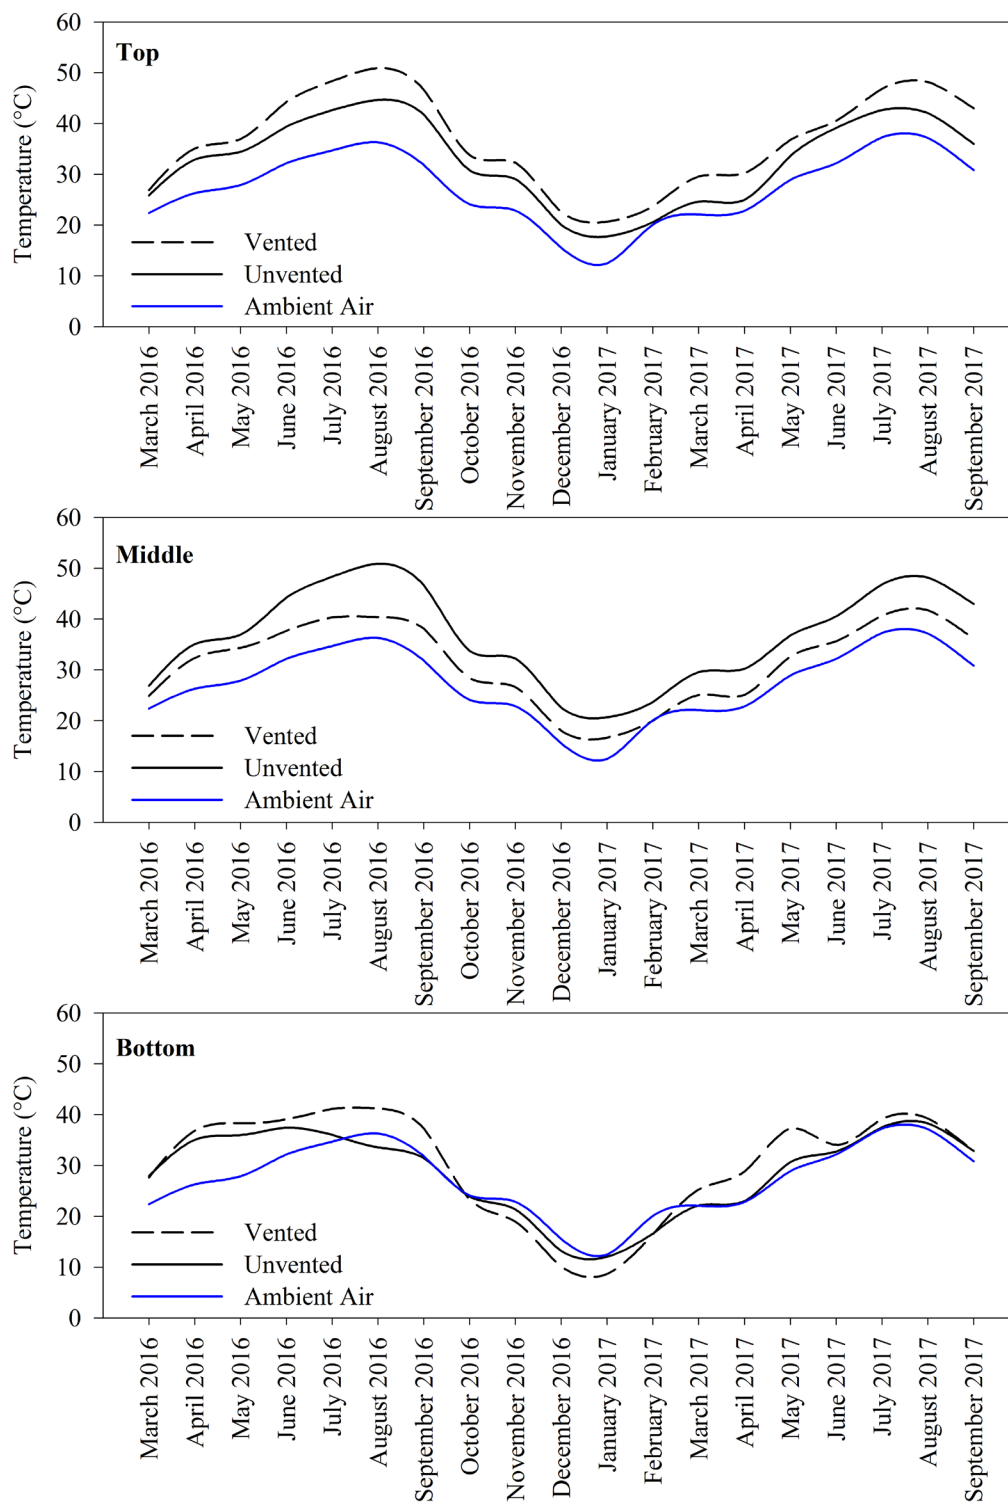 Top
Temperature (°C)
60
50
40
30
20
10
0
Vented
Unvented
Ambient Air
March 2016
April 2016
May 2016
June 2016
July 2016
August 2016
September 2016
October 2016
November 2016
December 2016
January 2017
February 2017
March 2017
April 2017
May 2017
June 2017
July 2017
August 2017
September 2017
Middle
Temperature (°C)
60
50
40
30
20
10
0
Vented
Unvented
Ambient Air
March 2016
April 2016
May 2016
June 2016
July 2016
August 2016
September 2016
October 2016
November 2016
December 2016
January 2017
February 2017
March 2017
April 2017
May 2017
June 2017
July 2017
August 2017
September 2017
Bottom
Temperature (°C)
60
50
40
30
20
10
0
Vented
Unvented
Ambient Air
March 2016
April 2016
May 2016
June 2016
July 2016
August 2016
September 2016
October 2016
November 2016
December 2016
January 2017
February 2017
March 2017
April 2017
May 2017
June 2017
July 2017
August 2017
September 2017